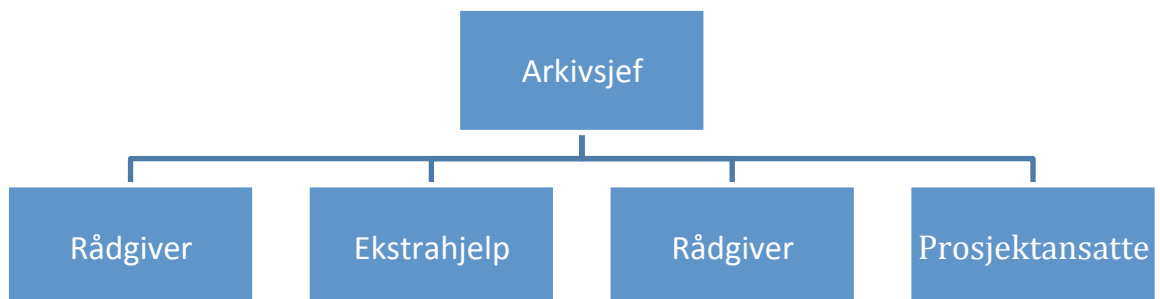 Arkivsjef
Rådgiver
Ekstrahjelp
Rådgiver
Prosjektansatte